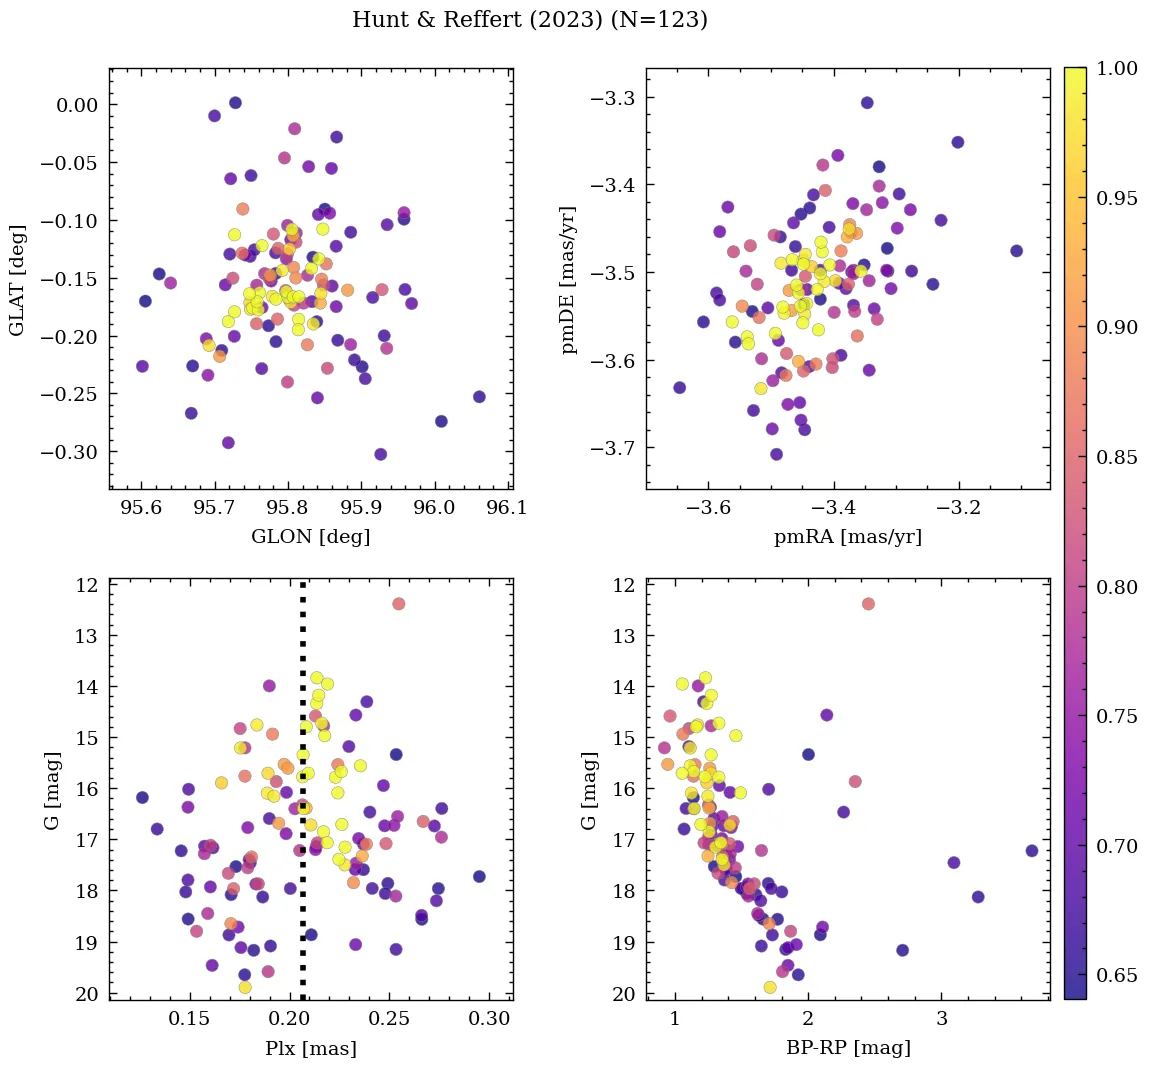 Hunt & Reffert (2023) (N=123)
0.00
−0.05
−0.10
−0.15
−0.20
−0.25
−0.30
GLAT [deg]
95.6 95.7 95.8 95.9 96.0 96.1
GLON [deg]
−3.3
−3.4
−3.5
−3.6
−3.7
pmDE [mas/yr]
−3.6 −3.4 −3.2
pmRA [mas/yr]
12
13
14
15
16
17
18
19
20
G [mag]
0.15 0.20 0.25 0.30
Plx [mas]
12
13
14
15
16
17
18
19
20
G [mag]
1 2 3
BP-RP [mag]
1.00
0.95
0.90
0.85
0.80
0.75
0.70
0.65